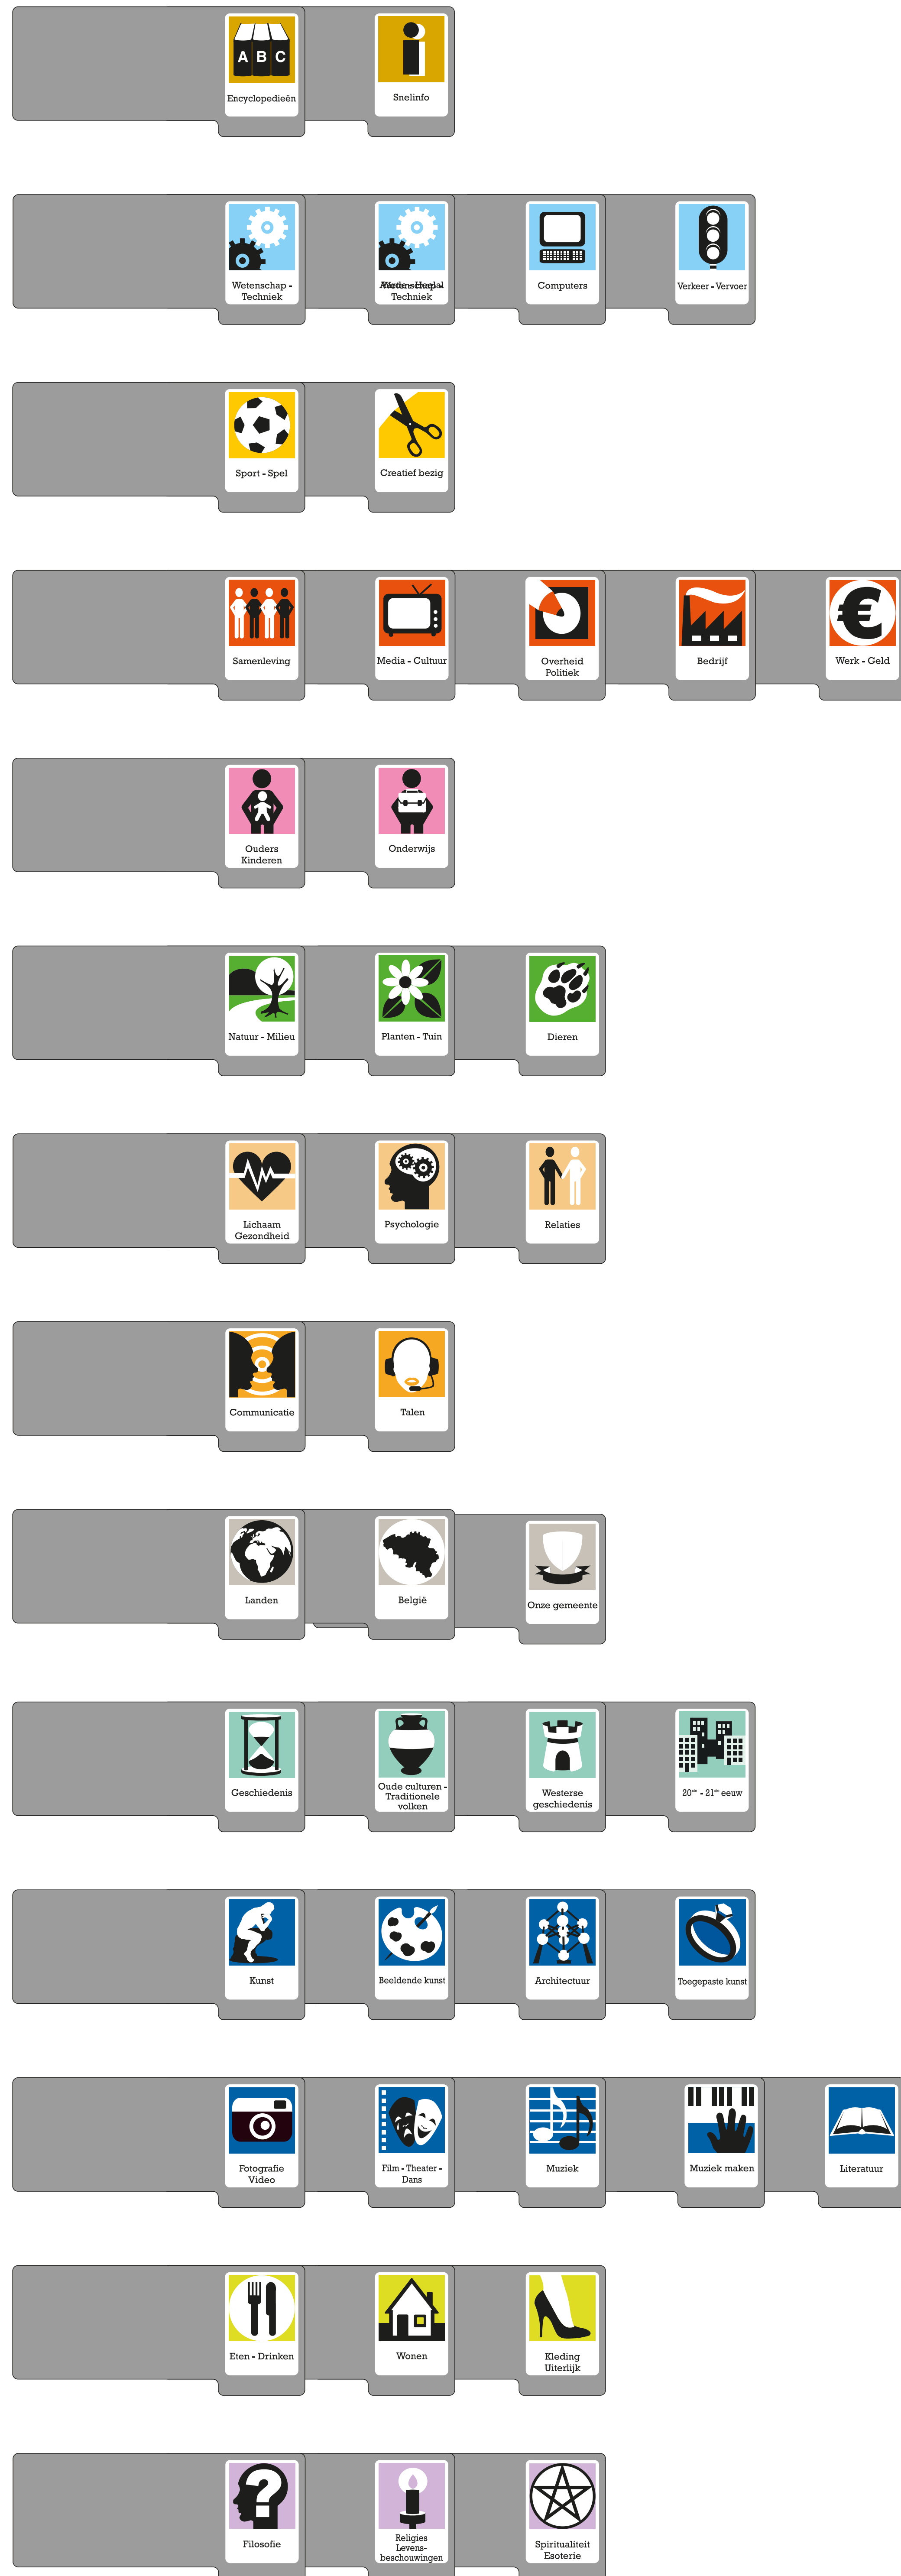 A B C
Encyclopedieën
Snelinfo
Wetenschap -
Techniek
Techniek
Computers
Verkeer - Vervoer
Sport - Spel
Creatief bezig
Samenleving
Media - Cultuur
Overheid
Politiek
Bedrijf
€
Werk - Geld
Ouders
Kinderen
Onderwijs
Natuur - Milieu
Planten - Tuin
Dieren
Lichaam
Gezondheid
Psychologie
Relaties
Communicatie
Talen
Landen
België
Onze gemeente
Geschiedenis
Oude culturen -
Traditionele
volken
Westerse
geschiedenis
20ste - 21ste eeuw
Kunst
Beeldende kunst
Architectuur
Toegepaste kunst
Fotografie
Video
Film - Theater -
Dans
Muziek
Muziek maken
Literatuur
Eten - Drinken
Wonen
Kleding
Uiterlijk
?
Filosofie
Religies
Levens-
beschouwingen
Spiritualiteit
Esoterie